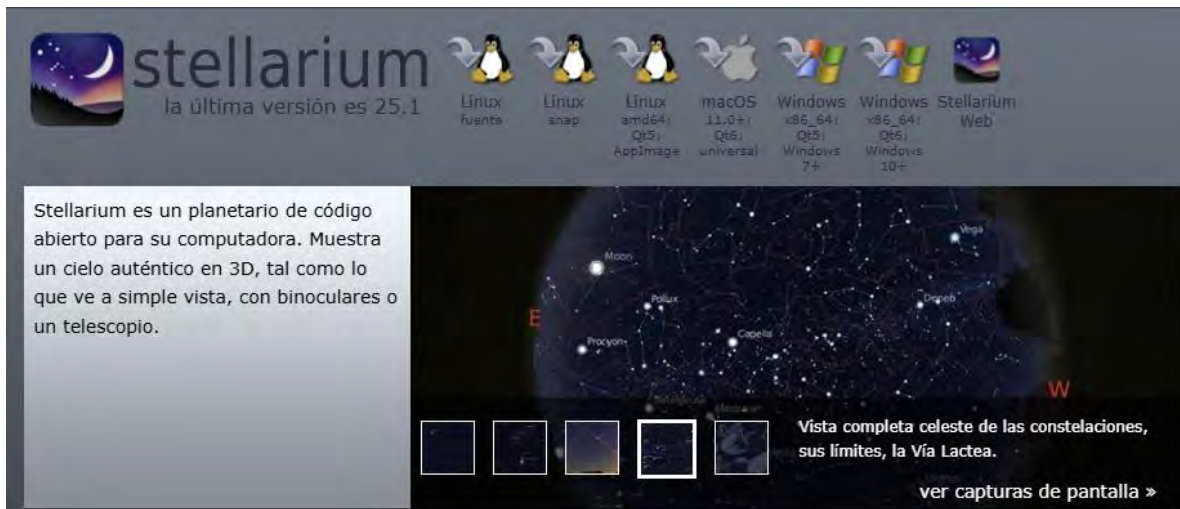 stellarium
la última versión es 25.1
Linux
fuente
Linux
snap
Linux
amd64;
Qt5;
AppImage
macOS
11.0+;
Qt6;
universal
Windows
x86_64;
Qt5;
Windows
7+
Windows
x86_64;
Qt6;
Windows
10+
Stellarium
Web
Stellarium es un planetario de código
abierto para su computadora. Muestra
un cielo auténtico en 3D, tal como lo
que ve a simple vista, con binoculares o
un telescopio.
Vega
Moon
Pollux
Deneb
E
Procyon
Capella
W
Vista completa celeste de las constelaciones,
sus límites, la Vía Lactea.
ver capturas de pantalla »